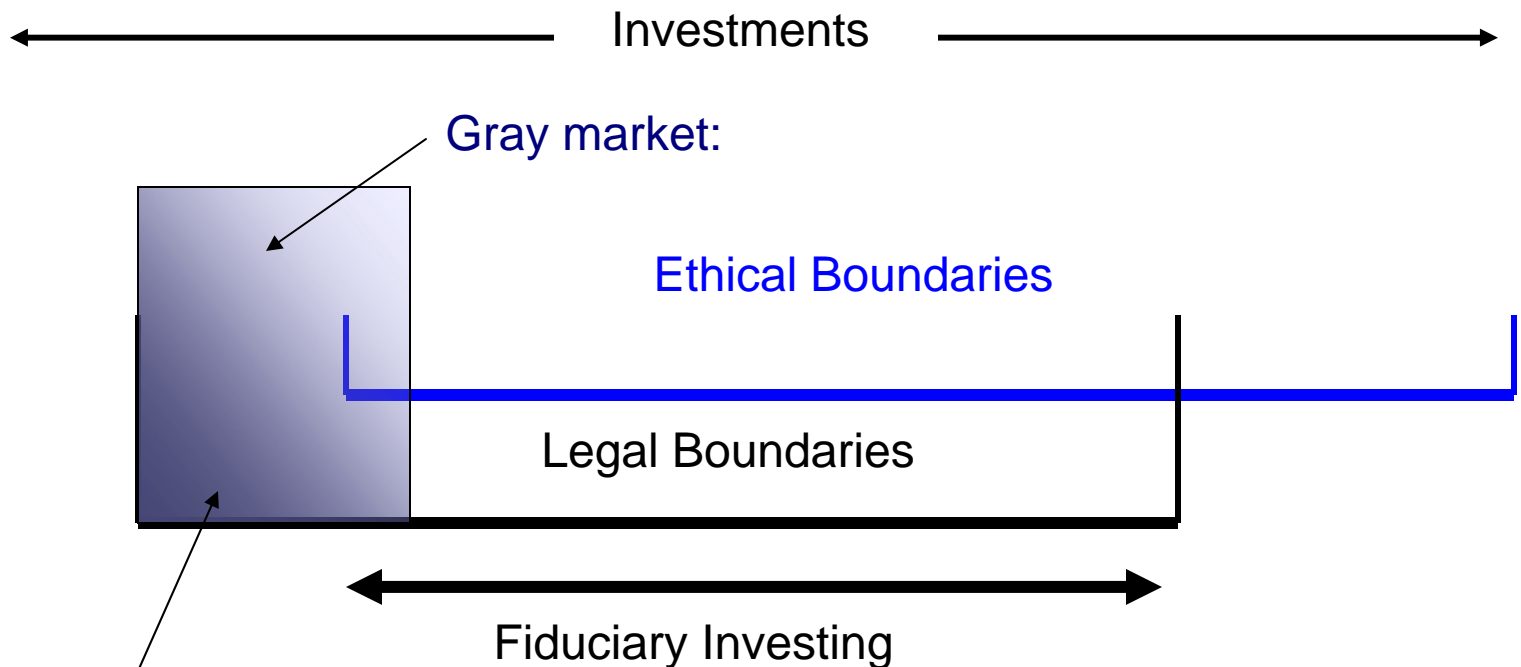 Investments
Gray market:
Ethical Boundaries
Legal Boundaries
Fiduciary Investing